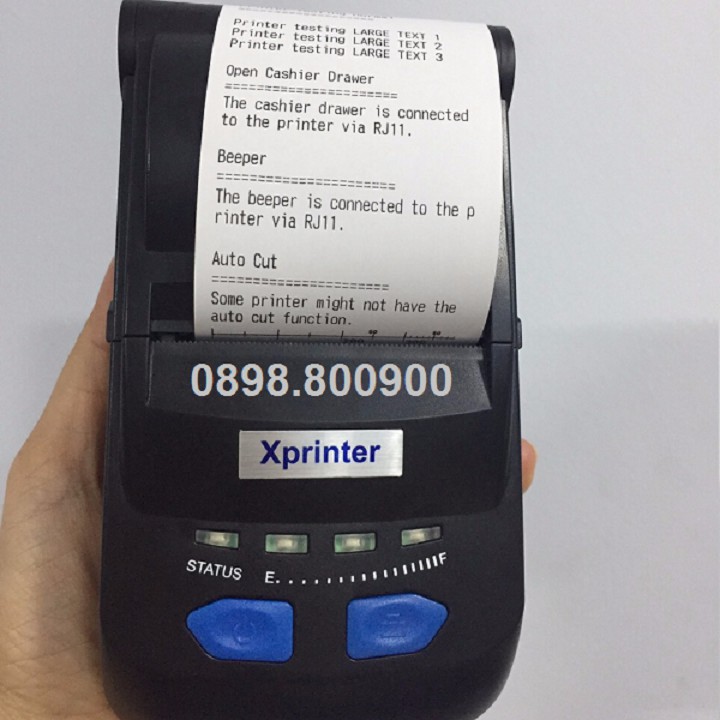 Printer testing LARGE TEXT 1
Printer testing LARGE TEXT 2
Printer testing LARGE TEXT 3
Open Cashier Drawer
=====================
The cashier drawer is connected
to the printer via RJ11.
Beeper
=====================
The beeper is connected to the p
rinter via RJ11.
Auto Cut
=====================
Some printer might not have the
auto cut function.
0898.800900
Xprinter
STATUS E F